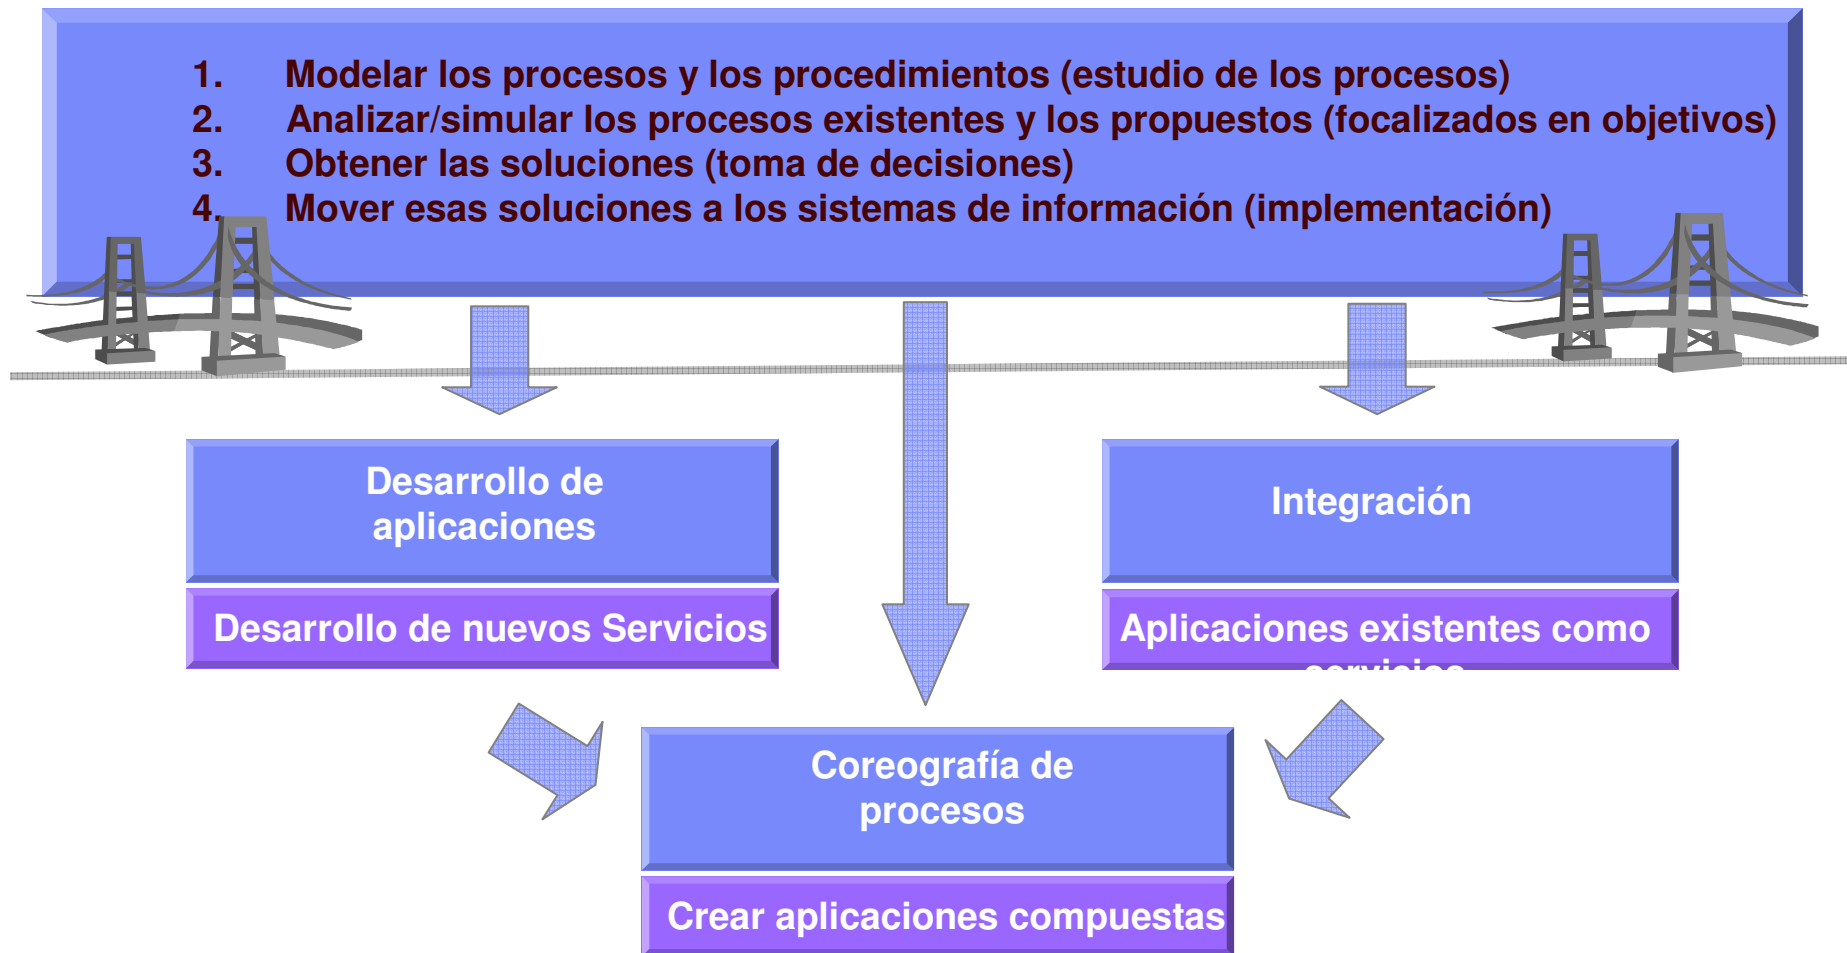 1. Modelar los procesos y los procedimientos (estudio de los procesos)
2. Analizar/simular los procesos existentes y los propuestos (focalizados en objetivos)
3. Obtener las soluciones (toma de decisiones)
4. Mover esas soluciones a los sistemas de información (implementación)
Desarrollo de
aplicaciones
Desarrollo de nuevos Servicios
Integración
Aplicaciones existentes como
servicios
Coreografía de
procesos
Crear aplicaciones compuestas